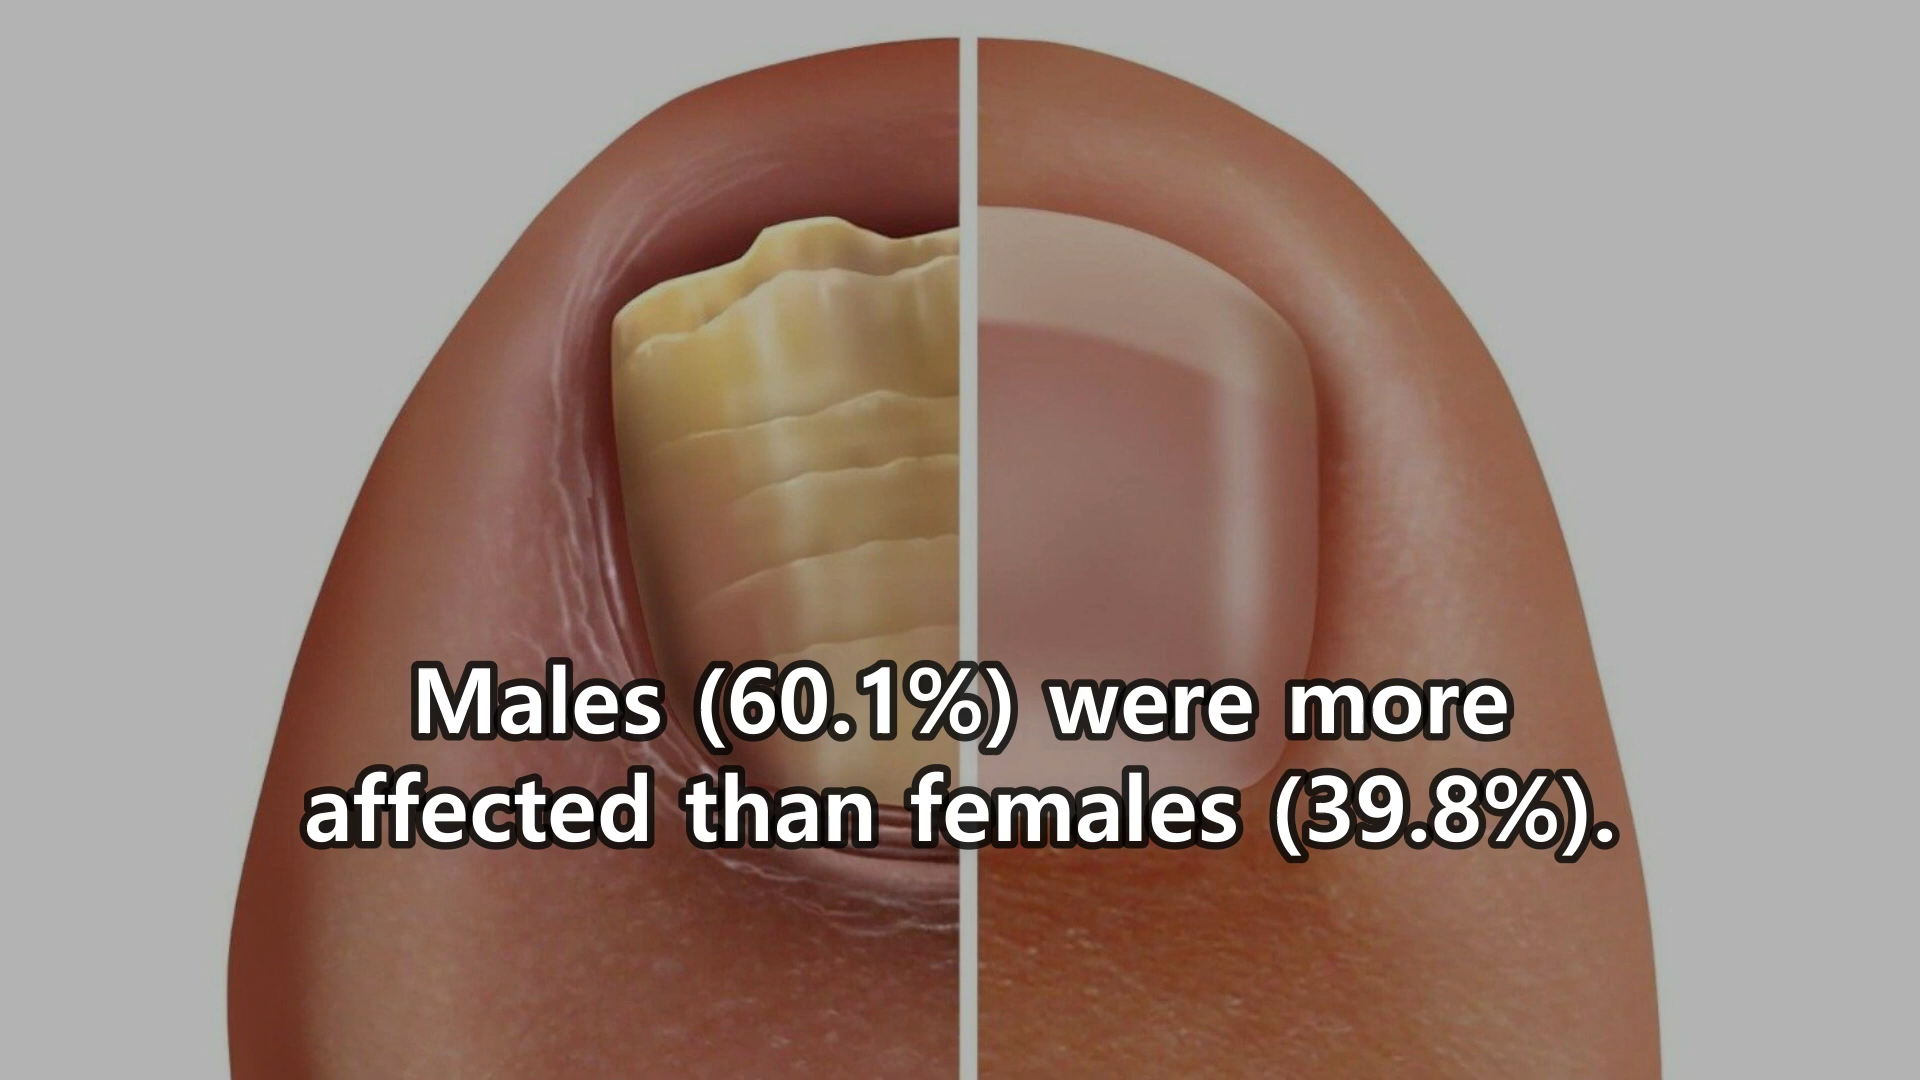 Males (60.1%) were more
affected than females (39.8%).